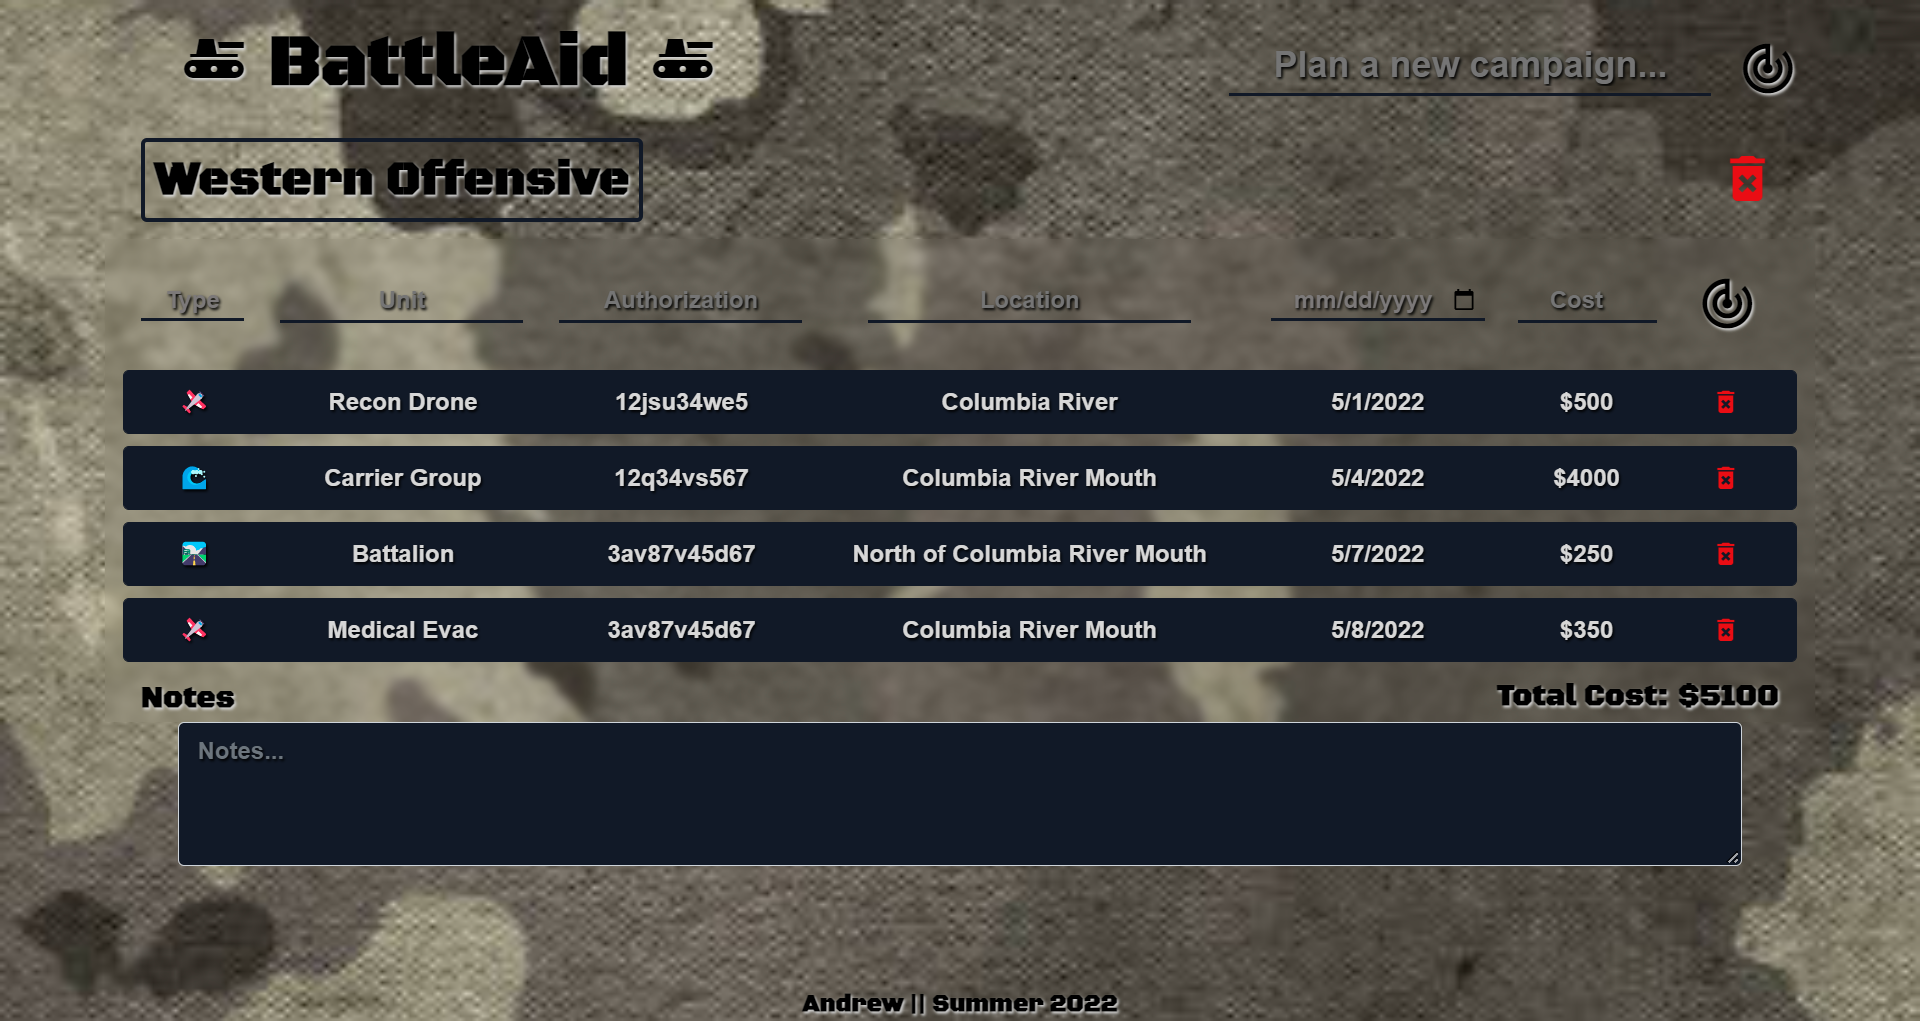 BattleAid
Plan a new campaign...
Western Offensive
Type Unit Authorization Location mm/dd/yyyy Cost
Recon Drone 12jsu34we5 Columbia River 5/1/2022 $500
Carrier Group 12q34vs567 Columbia River Mouth 5/4/2022 $4000
Battalion 3av87v45d67 North of Columbia River Mouth 5/7/2022 $250
Medical Evac 3av87v45d67 Columbia River Mouth 5/8/2022 $350
Notes Total Cost: $5100
Notes...
Andrew || Summer 2022